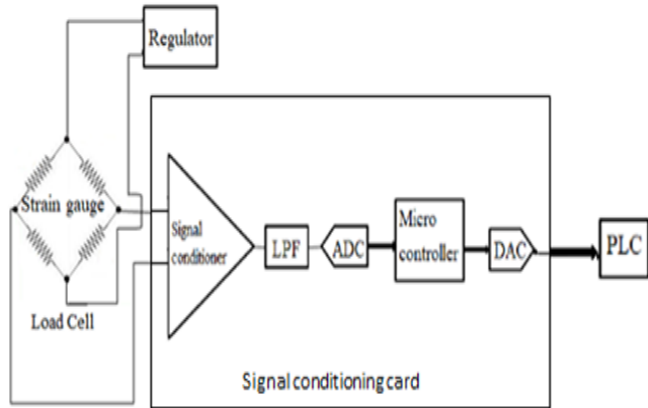 Regulator
Strain gauge
Load Cell
Signal
conditioner
LPF
ADC
Micro
controller
DAC
PLC
Signal conditioning card